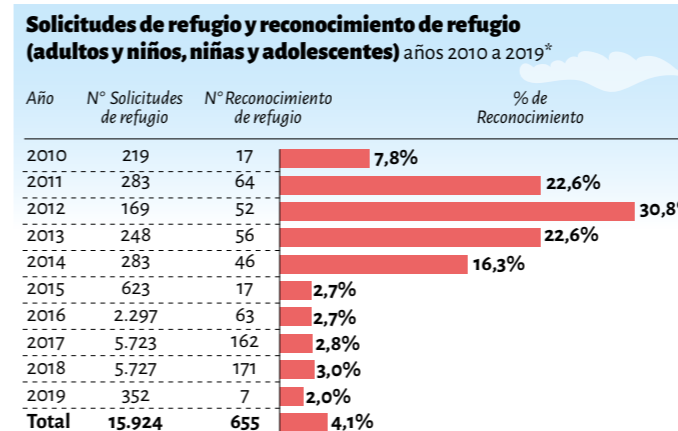 Solicitudes de refugio y reconocimiento de refugio
(adultos y niños, niñas y adolescentes) años 2010 a 2019*
Año N° Solicitudes de refugio N° Reconocimiento de refugio % de Reconocimiento
2010 219 17 7,8%
2011 283 64 22,6%
2012 169 52 30,8%
2013 248 56 22,6%
2014 283 46 16,3%
2015 623 17 2,7%
2016 2.297 63 2,7%
2017 5.723 162 2,8%
2018 5.727 171 3,0%
2019 352 7 2,0%
Total 15.924 655 4,1%